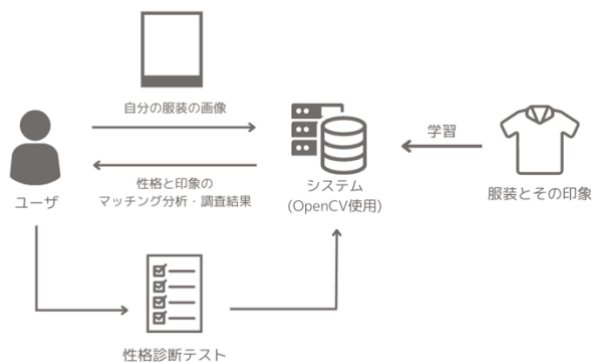 自分の服装の画像
学習
性格と印象の
マッチング分析・調査結果
ユーザ
システム
(OpenCV使用)
服装とその印象
性格診断テスト